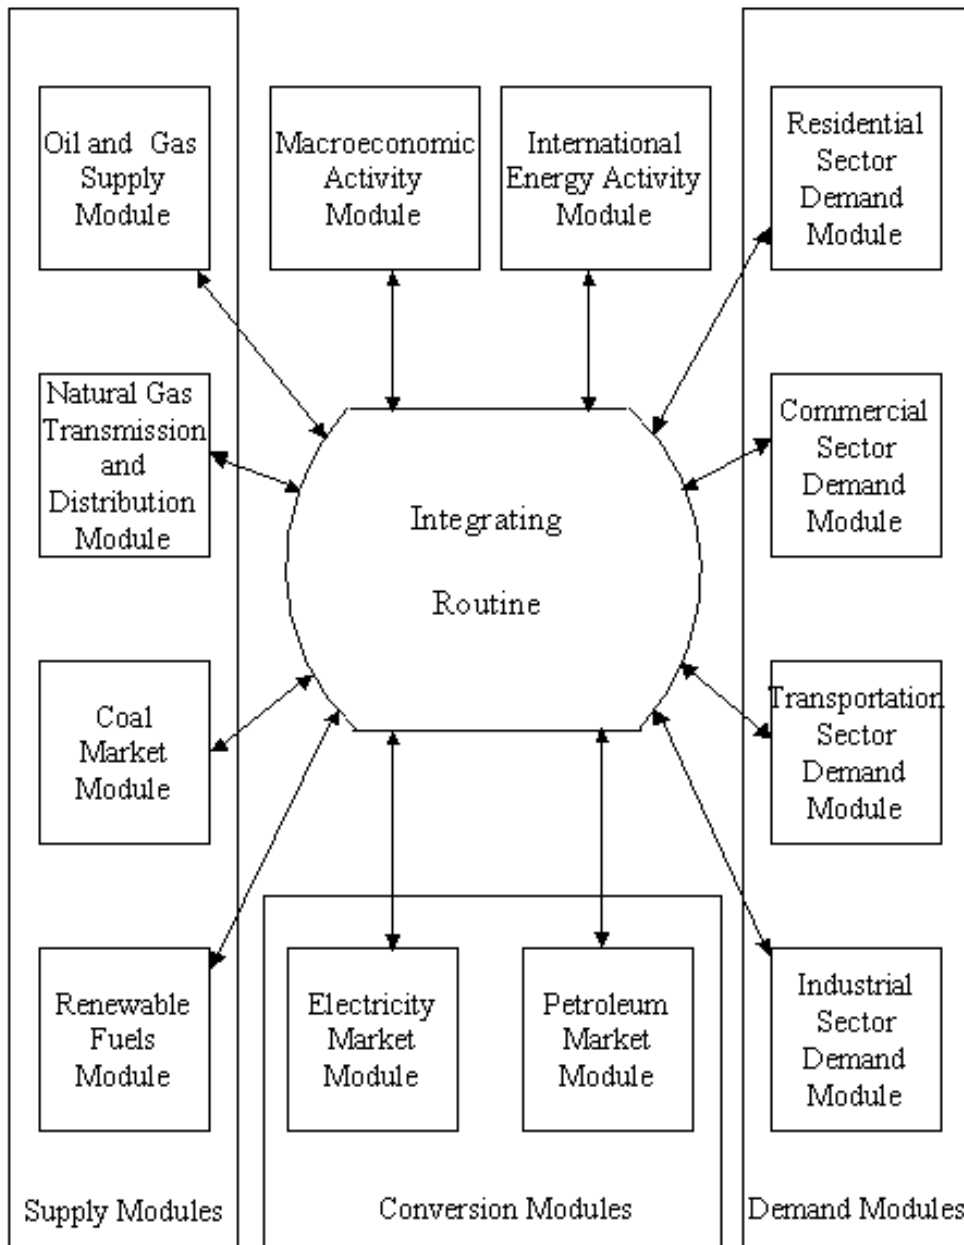 Oil and Gas
Supply
Module
Macroeconomic
Activity
Module
International
Energy Activity
Module
Residential
Sector
Demand
Module
Natural Gas
Transmission
and
Distribution
Module
Commercial
Sector
Demand
Module
Integrating
Routine
Coal
Market
Module
Transportation
Sector
Demand
Module
Renewable
Fuels
Module
Electricity
Market
Module
Petroleum
Market
Module
Industrial
Sector
Demand
Module
Supply Modules
Conversion Modules
Demand Modules